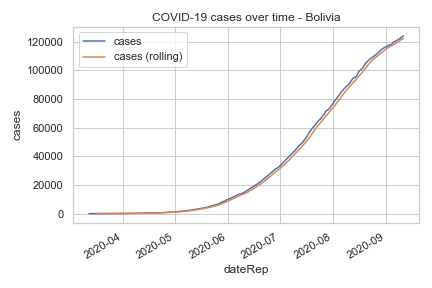 COVID-19 cases over time - Bolivia
cases
cases (rolling)
120000
100000
80000
60000
40000
20000
0
cases
2020-04
2020-05
2020-06
2020-07
2020-08
2020-09
dateRep